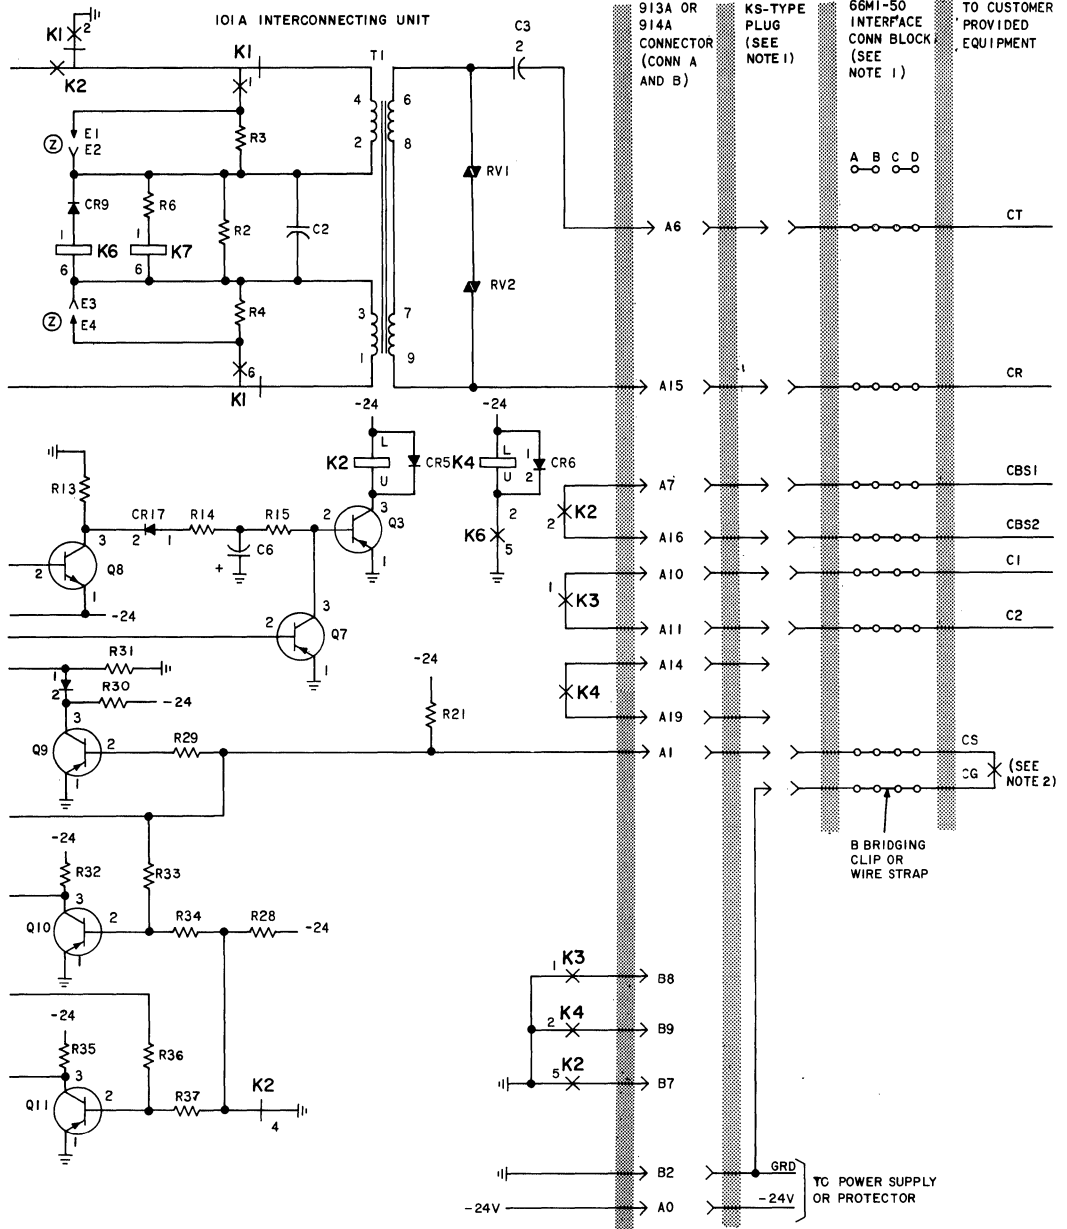 101A INTERCONNECTING UNIT
913A OR
914A
CONNECTOR
(CONN A
AND B)
KS-TYPE
PLUG
(SEE
NOTE 1)
66M1-50
INTERFACE
CONN BLOCK
(SEE
NOTE 1)
TO CUSTOMER
PROVIDED
EQUIPMENT
K1
2
K2
K1
1
T1
C3
2
4
6
E1
E2
Z
R3
2
8
A B C D
RV1
CR9
R6
1
K6
6
1
K7
6
R2
C2
A6
CT
E3
E4
Z
R4
RV2
3
7
6
K1
1
9
A15
CR
-24
-24
K2
L
U
CR5
K4
L
U
1
2
CR6
A7
CBS1
R13
CR17
2
1
R14
R15
C6
+
2
3
Q3
1
2
K6
5
2
K2
A16
CBS2
3
2
Q8
1
-24
1
K3
A10
C1
A11
C2
2
3
Q7
1
R31
1
2
R30
-24
-24
K4
A14
A19
R21
3
Q9
2
1
R29
A1
CS
CG
(SEE
NOTE 2)
B BRIDGING
CLIP OR
WIRE STRAP
-24
R32
3
R33
Q10
2
1
R34
R28
-24
K3
1
B8
K4
2
B9
-24
R35
3
R36
K2
5
B7
Q11
2
1
R37
K2
4
B2
GRD
TO POWER SUPPLY
OR PROTECTOR
-24V
A0
-24V